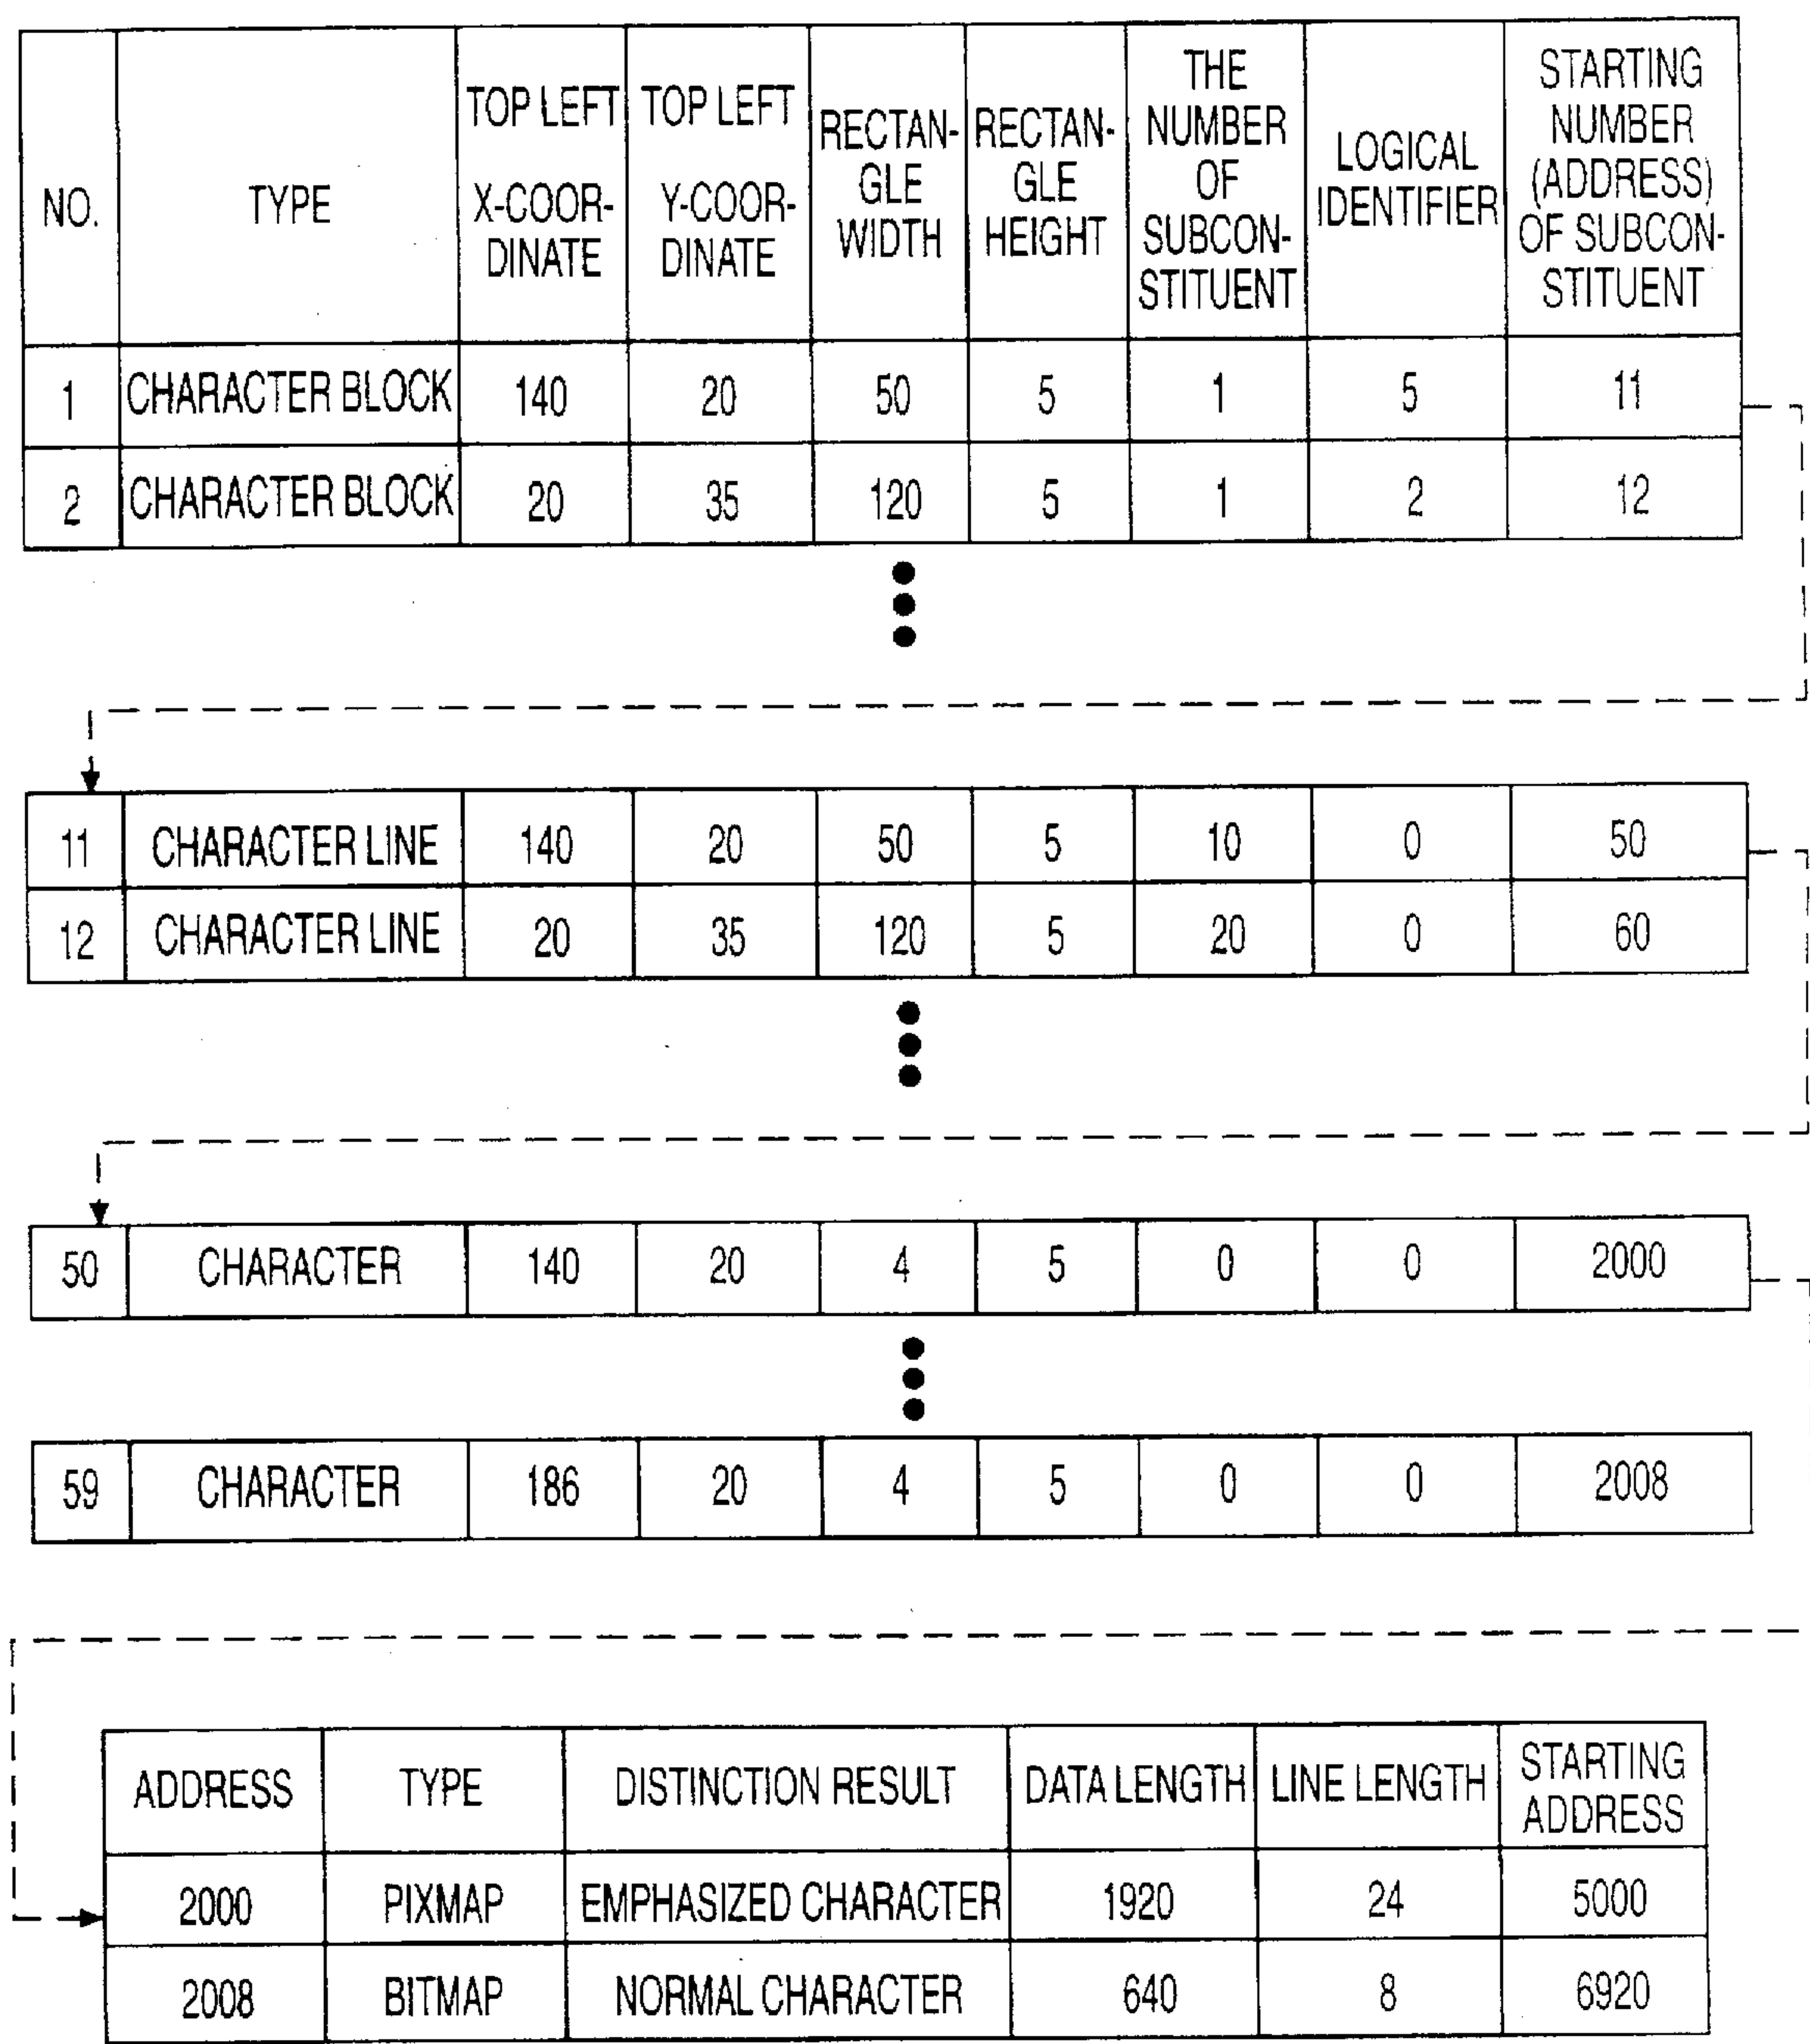 NO.
TYPE
TOP LEFT
X-COOR-
DINATE
TOP LEFT
Y-COOR-
DINATE
RECTAN-
GLE
WIDTH
RECTAN-
GLE
HEIGHT
THE
NUMBER
OF
SUBCON-
STITUENT
LOGICAL
IDENTIFIER
STARTING
NUMBER
(ADDRESS)
OF SUBCON-
STITUENT
1 CHARACTER BLOCK 140 20 50 5 1 5 11
2 CHARACTER BLOCK 20 35 120 5 1 2 12
11 CHARACTER LINE 140 20 50 5 10 0 50
12 CHARACTER LINE 20 35 120 5 20 0 60
50 CHARACTER 140 20 4 5 0 0 2000
59 CHARACTER 186 20 4 5 0 0 2008
ADDRESS
TYPE
DISTINCTION RESULT
DATA LENGTH
LINE LENGTH
STARTING
ADDRESS
2000 PIXMAP EMPHASIZED CHARACTER 1920 24 5000
2008 BITMAP NORMAL CHARACTER 640 8 6920